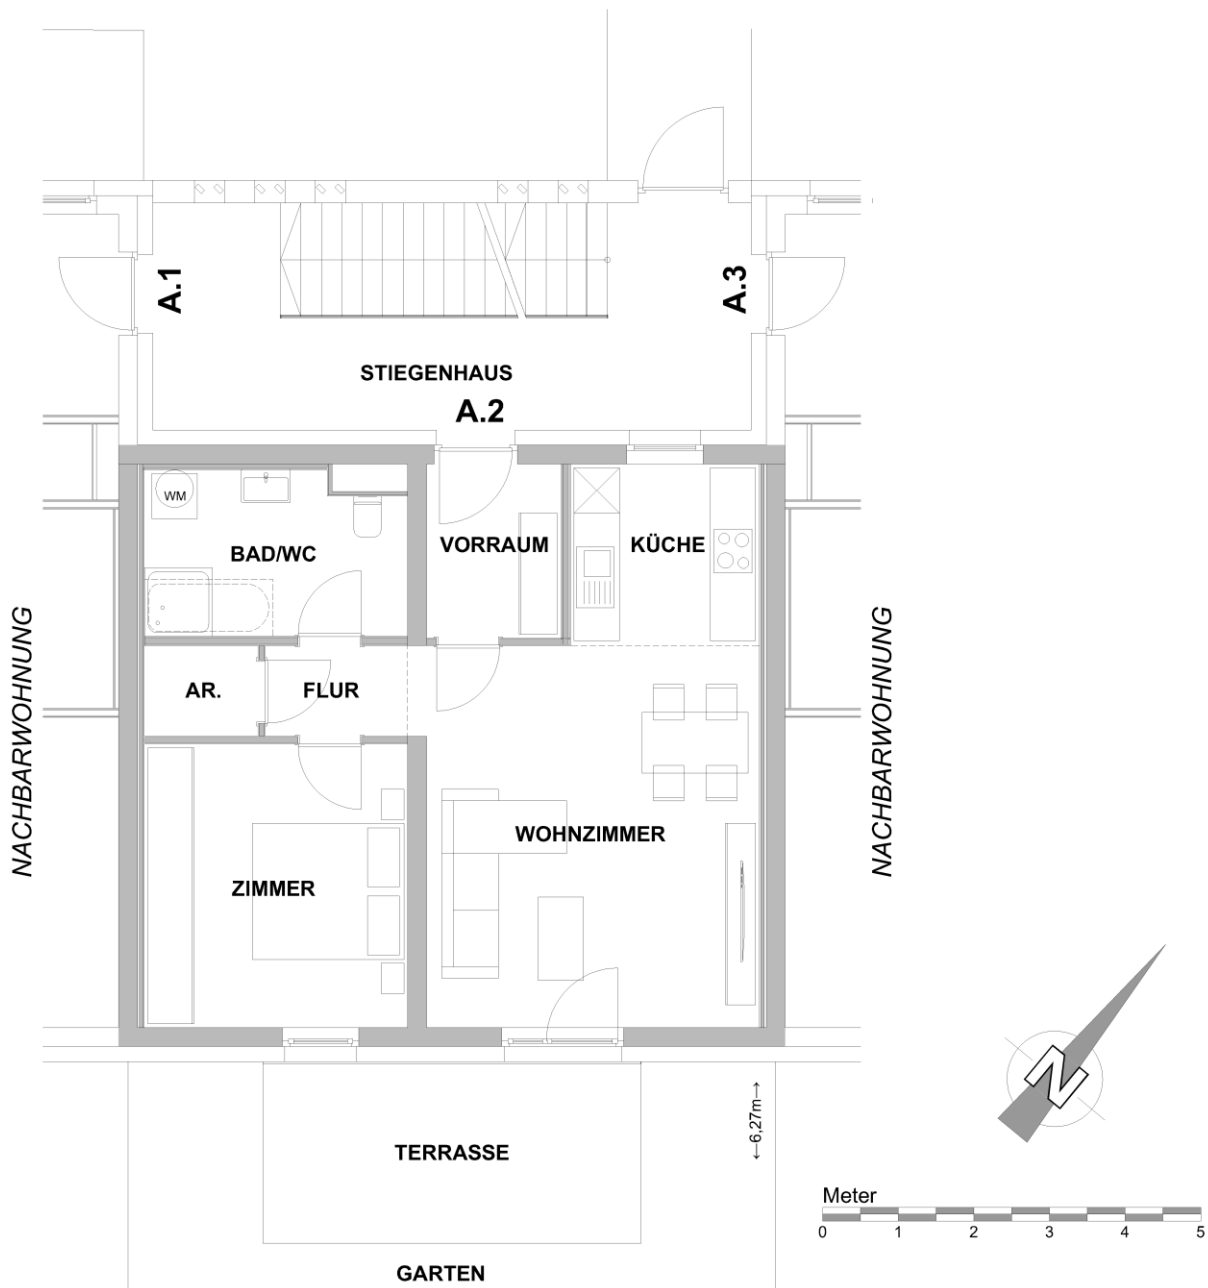 A.1
A.3
STIEGENHAUS
A.2
WM
BAD/WC
VORRAUM
KÜCHE
NACHBARWOHNUNG
NACHBARWOHNUNG
AR.
FLUR
WOHNZIMMER
ZIMMER
N
←6,27m→
TERRASSE
Meter
0 1 2 3 4 5
GARTEN